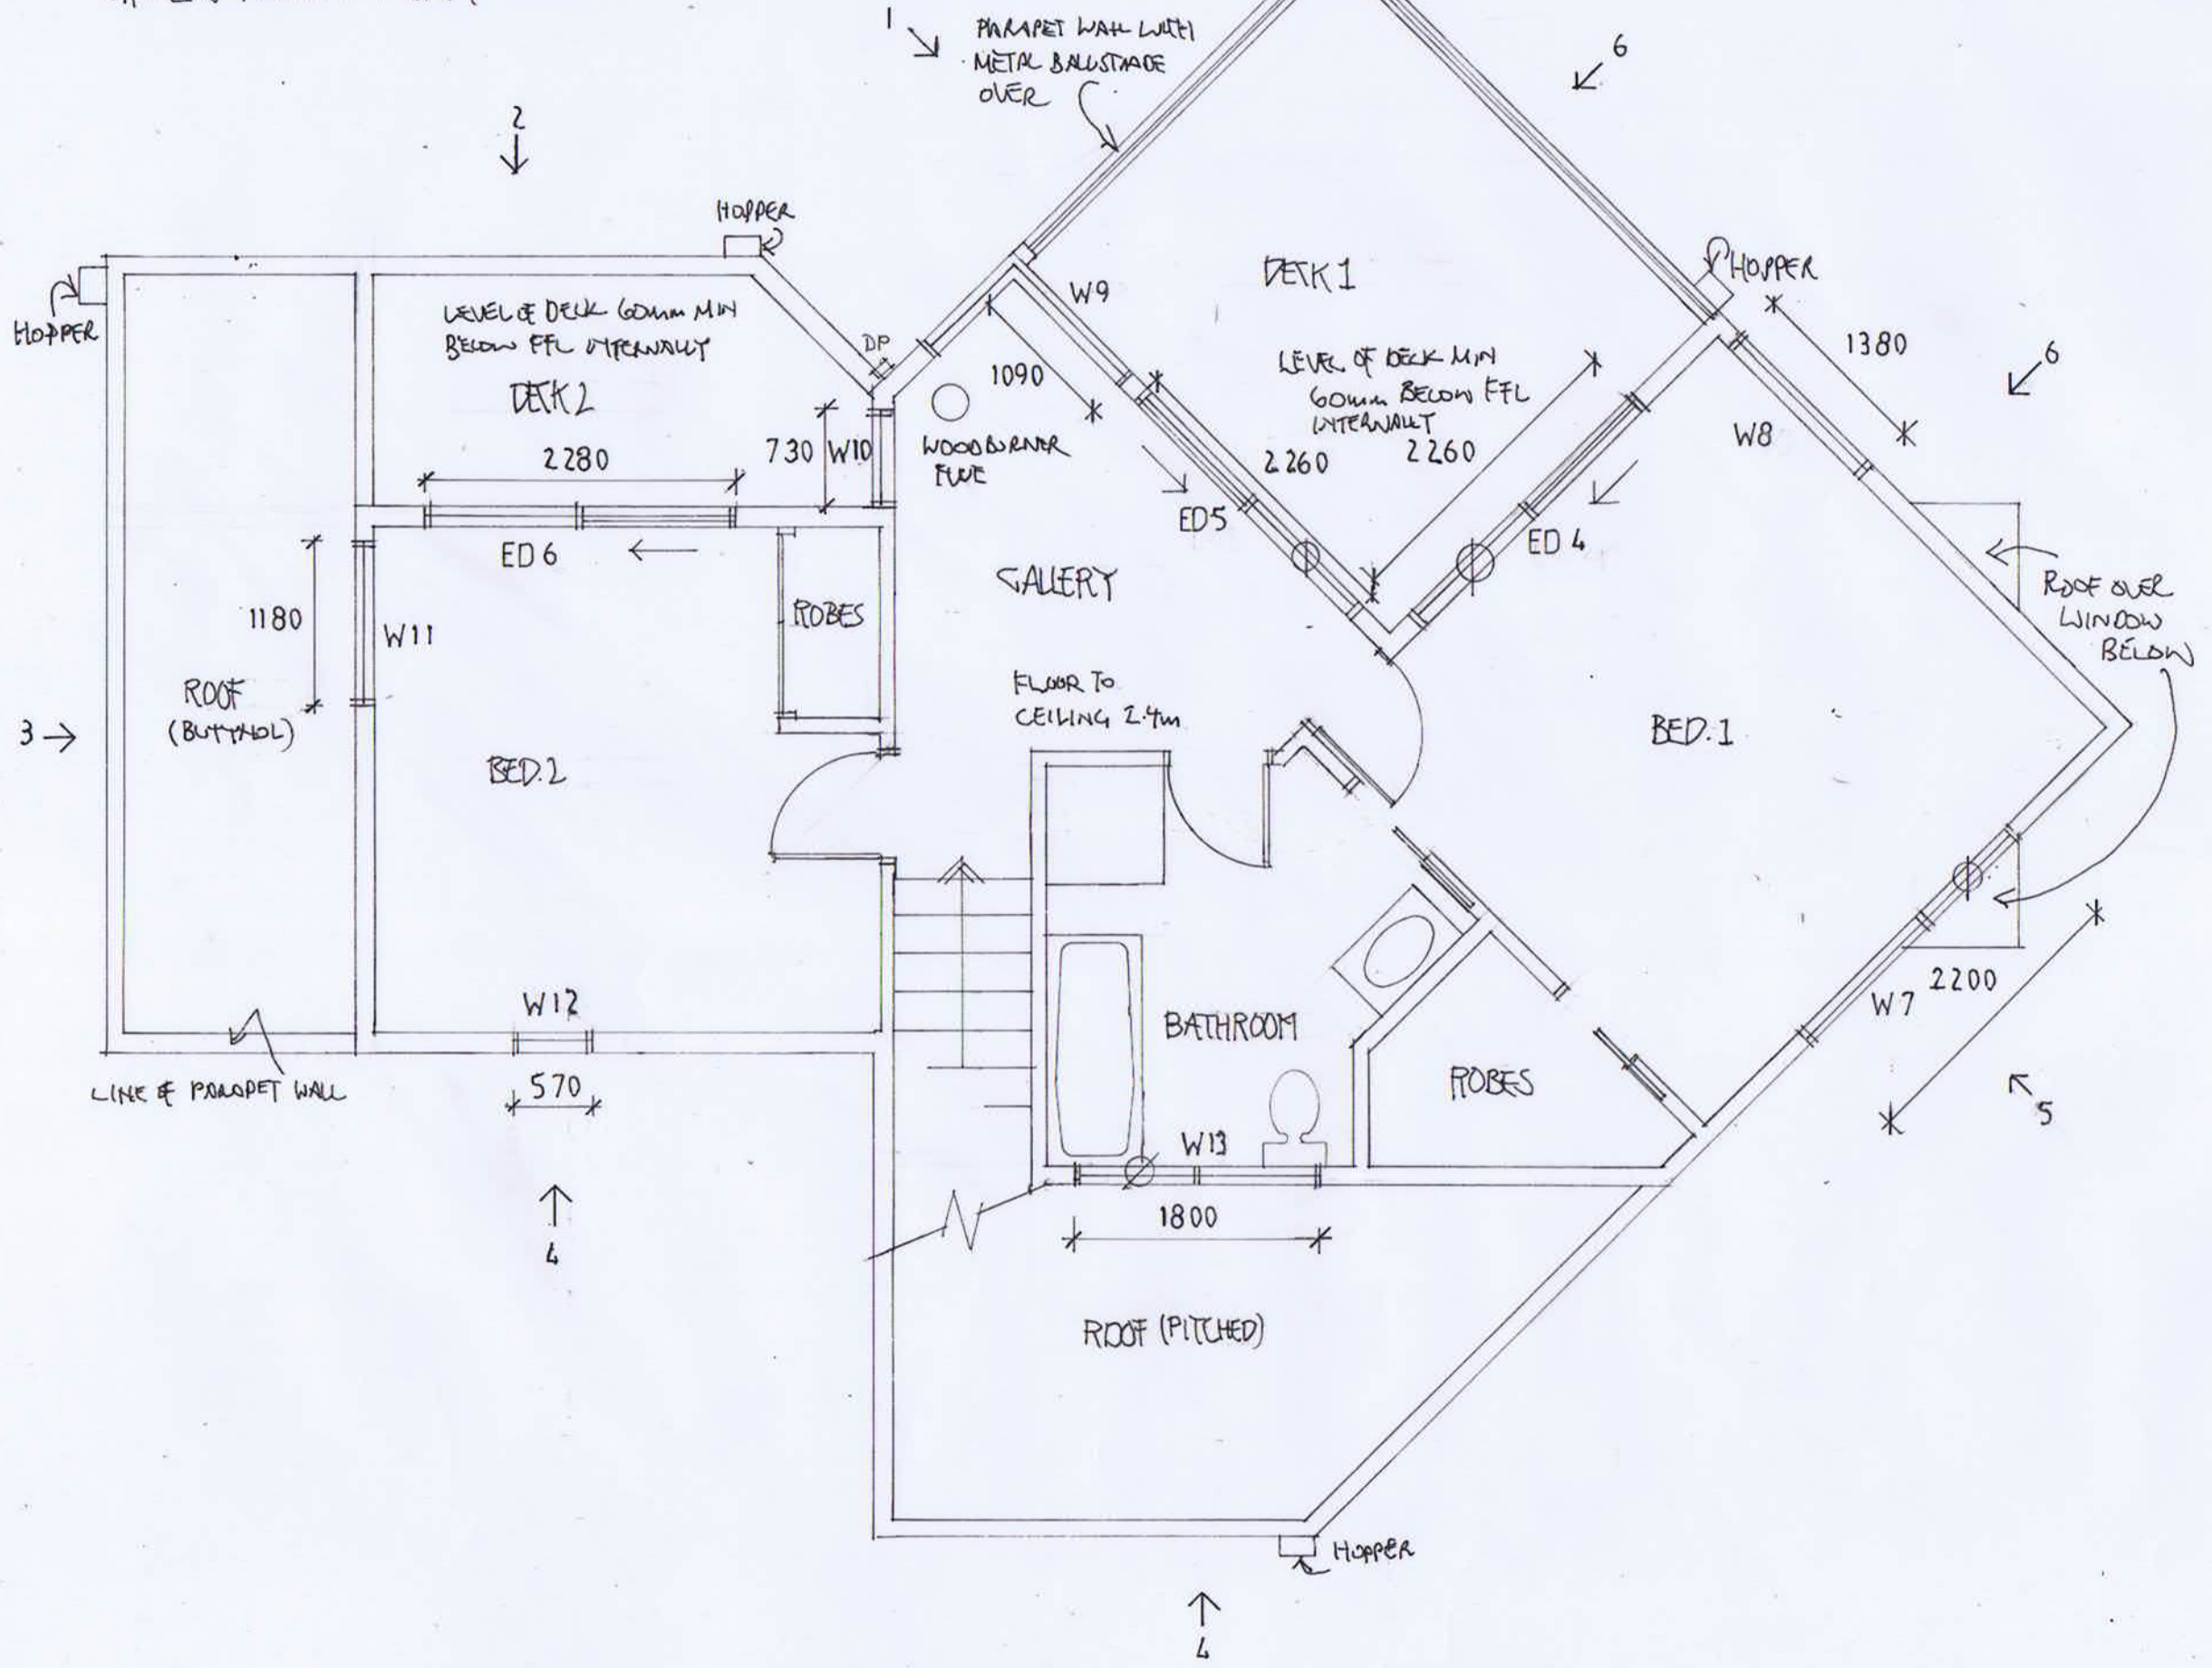 1
PARAPET WALL WITH
METAL BALUSTRADE
OVER
6
2
HOPPER
HOPPER
HOPPER
W9
DECK 1
LEVEL OF DECK 60mm MIN
BELOW FFL INTERNALLY
DECK 2
DP
1090
LEVEL OF DECK MIN
60mm BELOW FFL
INTERNALLY
1380
6
W8
2280
730
W10
WOODBURNER
FLUE
2260
2260
ED5
ED 4
ED 6
GALLERY
ROOF OVER
WINDOW
BELOW
1180
W11
ROBES
ROOF
(BUTYNOL)
FLOOR TO
CEILING 2.4m
3
BED.2
BED.1
W12
BATHROOM
W7
2200
LINE OF PARAPET WALL
570
ROBES
5
W13
1800
4
ROOF (PITCHED)
HOPPER
4